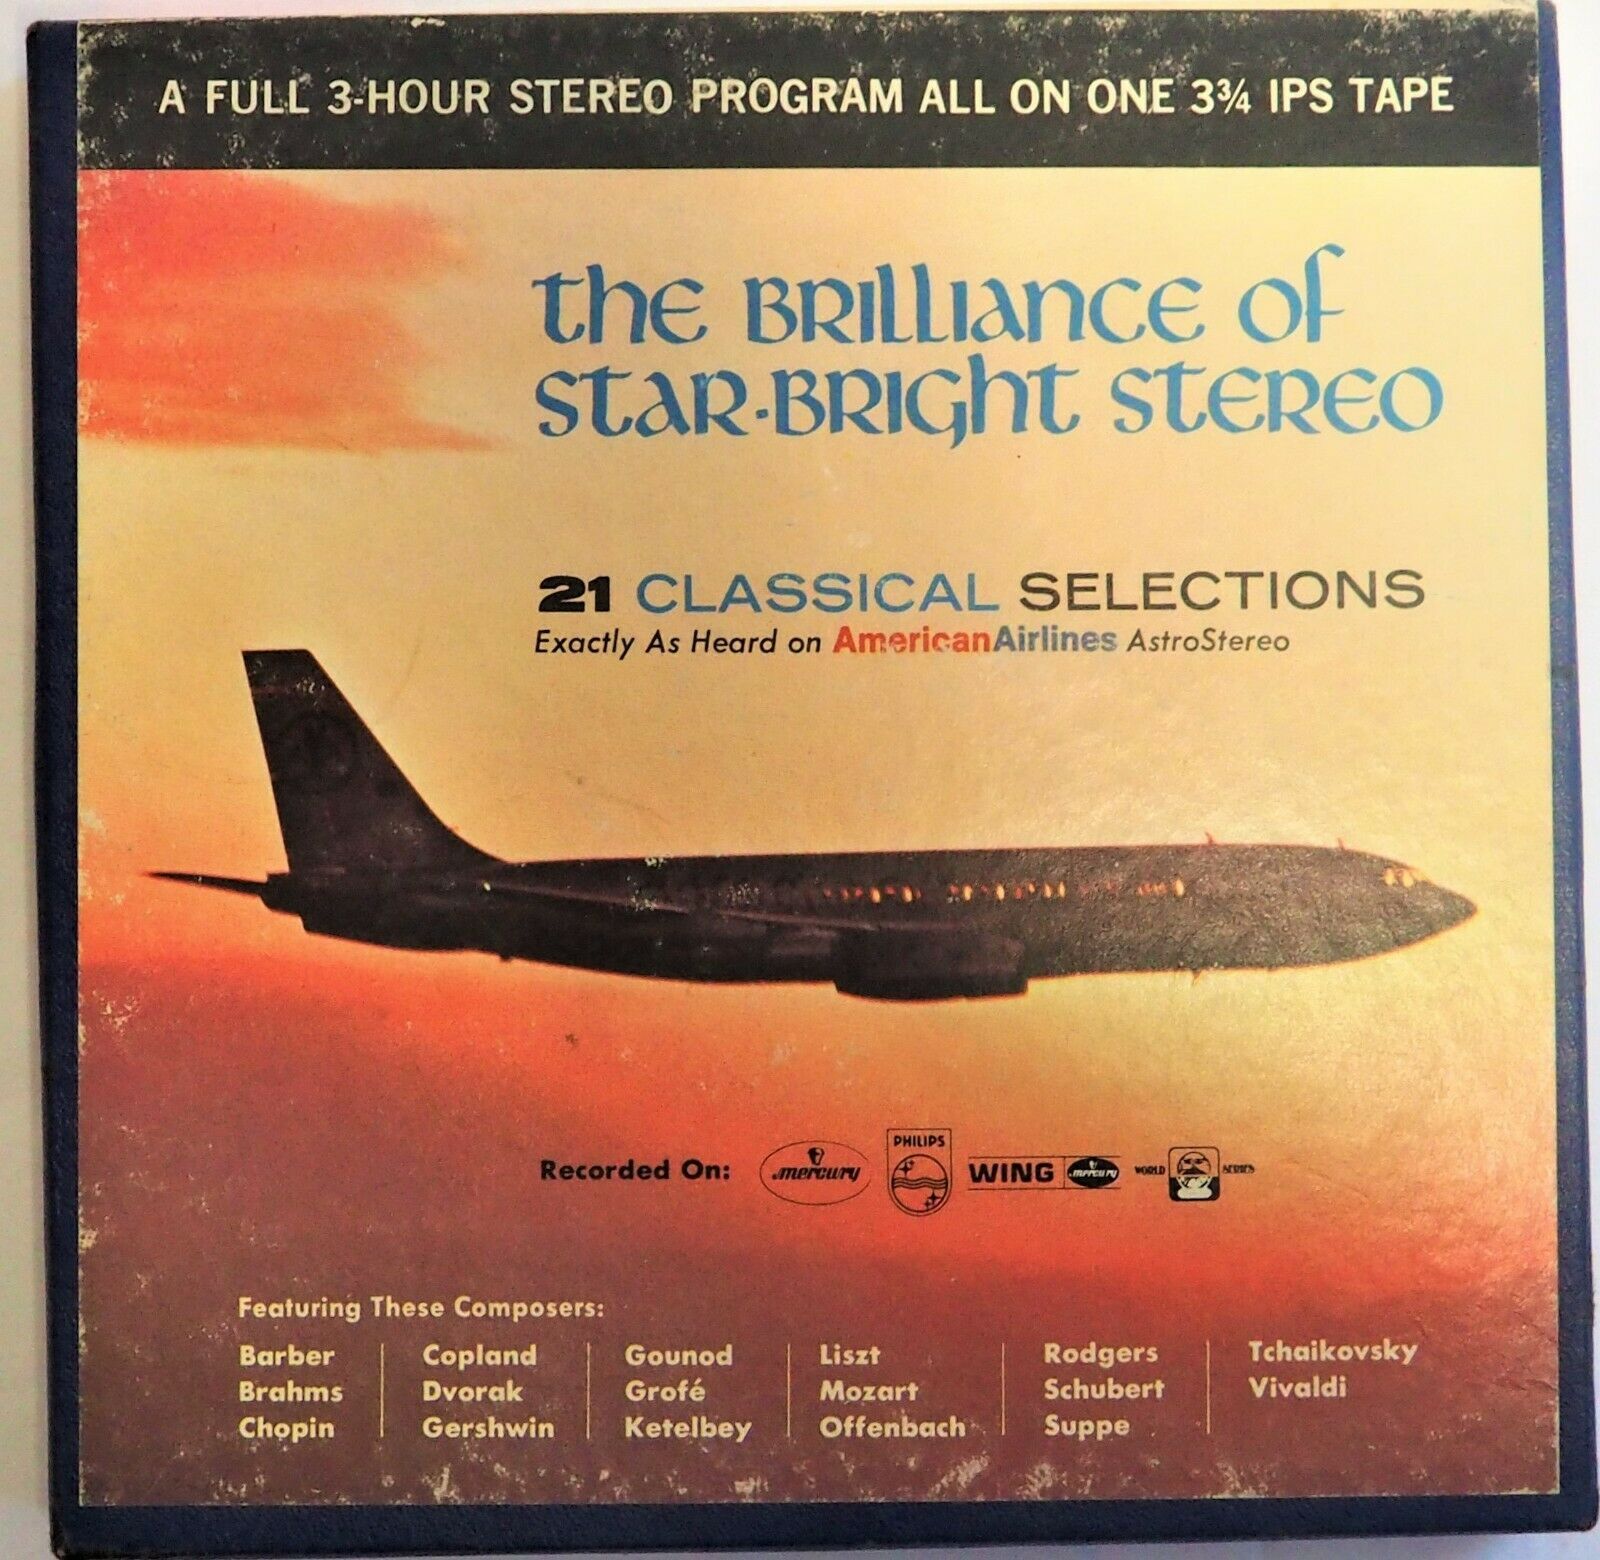 A FULL 3-HOUR STEREO PROGRAM ALL ON ONE 3¾ IPS TAPE
the BRILLIANCE of
STAR-BRIGHT STEREO
21 CLASSICAL SELECTIONS
Exactly As Heard on AmericanAirlines AstroStereo
Recorded On: mercury PHILIPS WING mercury WORLD SERIES
Featuring These Composers:
Barber Copland Gounod Liszt Rodgers Tchaikovsky
Brahms Dvorak Grofé Mozart Schubert Vivaldi
Chopin Gershwin Ketelbey Offenbach Suppe